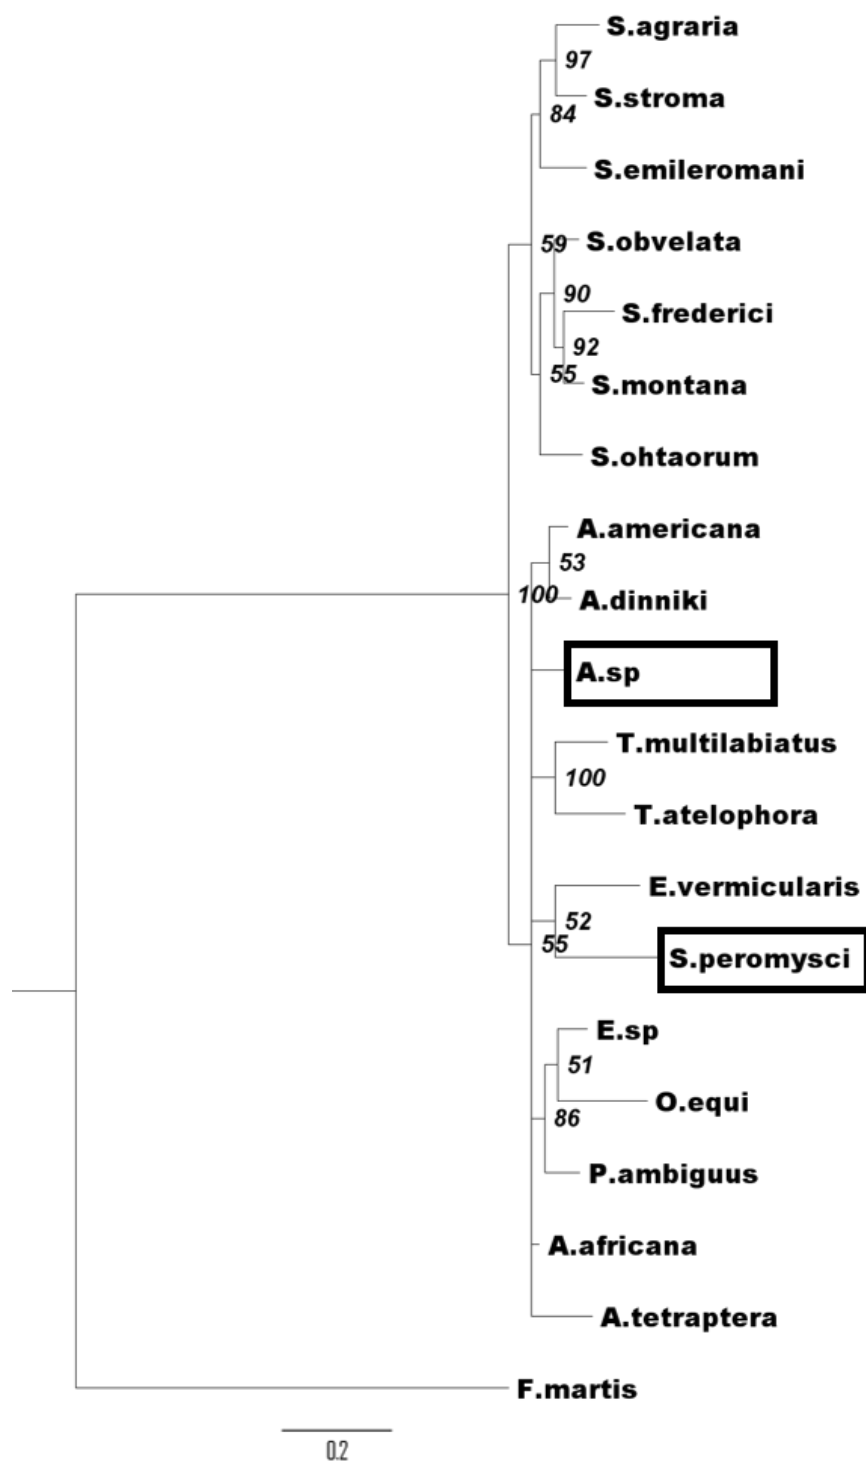 S.agraria
97
S.stroma
84
S.emileromani
59
S.obvelata
90
S.frederici
92
55
S.montana
S.ohtaorum
A.americana
53
100
A.dinniki
A.sp
T.multilabiatus
100
T.atelophora
E.vermicularis
52
55
S.peromysci
E.sp
51
O.equi
86
P.ambiguus
A.africana
A.tetraptera
F.martis
0.2